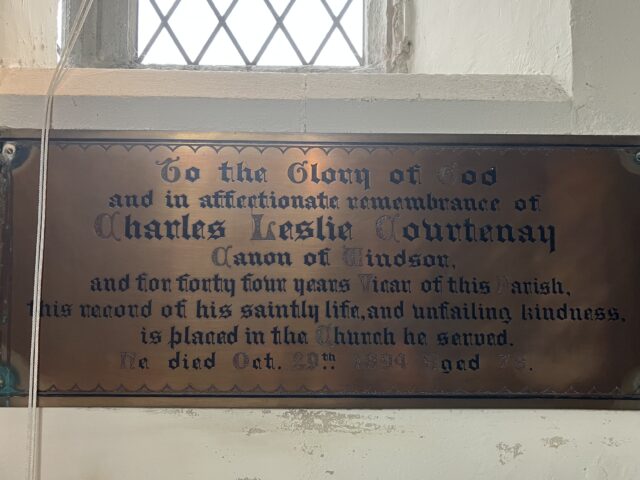 To the Glory of God
and in affectionate remembrance of
Charles Leslie Courtenay
Canon of Windsor,
and for forty four years Vicar of this Parish,
this record of his saintly life, and unfailing kindness,
is placed in the Church he served.
He died Oct. 29th. 1894 Aged 78.